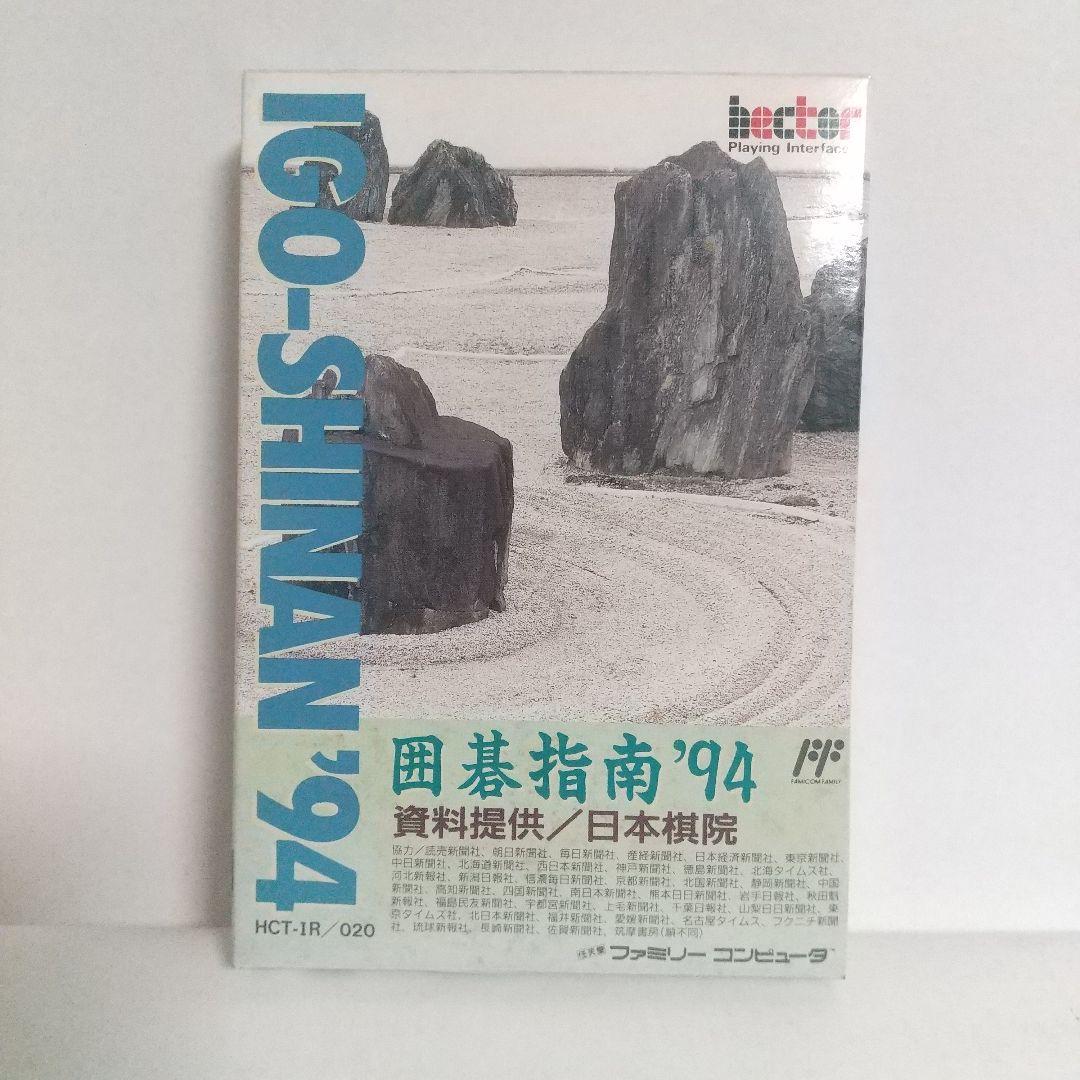 IGO-SHINAN '94
hector
Playing Interface
囲碁指南'94
FAMICOM FAMILY
資料提供／日本棋院
協力／読売新聞社、朝日新聞社、毎日新聞社、産経新聞社、日本経済新聞社、東京新聞社、
中日新聞社、北海道新聞社、西日本新聞社、神戸新聞社、徳島新聞社、北海タイムス社、
河北新報社、新潟日報社、信濃毎日新聞社、京都新聞社、北国新聞社、静岡新聞社、中国
新聞社、高知新聞社、四国新聞社、南日本新聞社、熊本日日新聞社、岩手日報社、秋田魁
新報社、福島民友新聞社、宇都宮新聞社、上毛新聞社、千葉日報社、山梨日日新聞社、東
京タイムズ社、北日本新聞社、福井新聞社、愛媛新聞社、名古屋タイムズ、フクニチ新聞
社、琉球新報社、長崎新聞社、佐賀新聞社、筑摩書房（順不同）
HCT-IR／020
任天堂 ファミリー コンピュータ